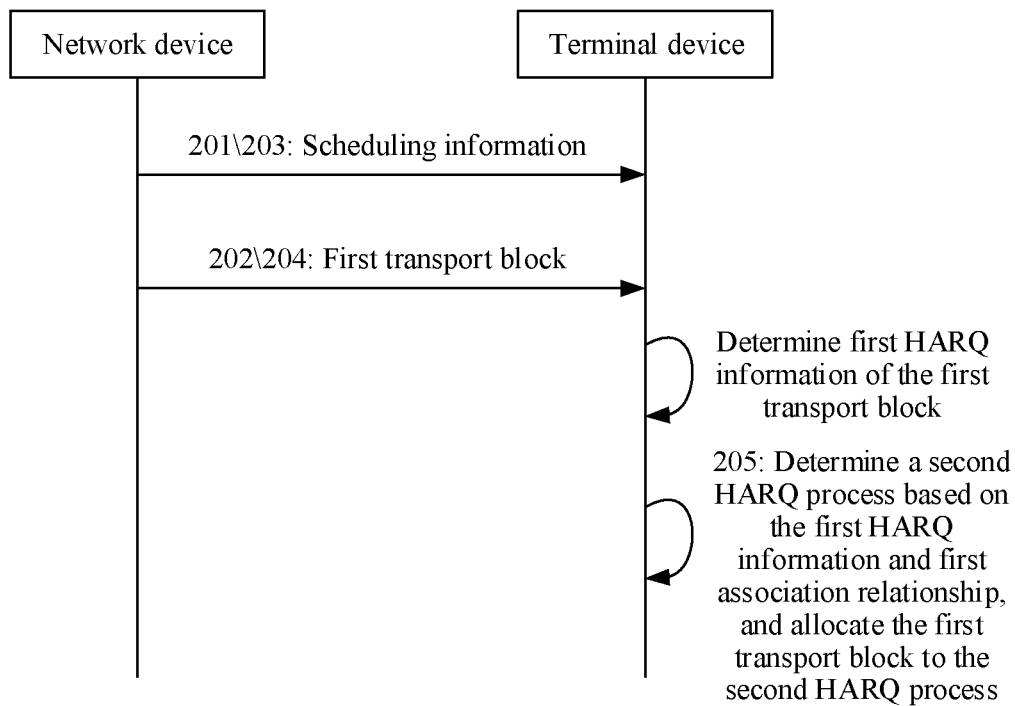 Network device
Terminal device
201\203: Scheduling information
202\204: First transport block
Determine first HARQ
information of the first
transport block
205: Determine a second
HARQ process based on
the first HARQ
information and first
association relationship,
and allocate the first
transport block to the
second HARQ process